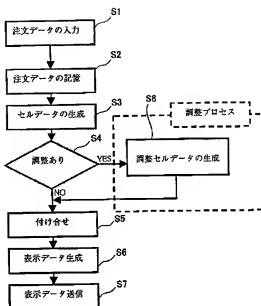 S1
注文データの入力
S2
注文データの記憶
S3
セルデータの生成
S4
調整あり
YES
NO
S8
調整プロセス
調整セルデータの生成
付け合せ
S5
表示データ生成
S6
表示データ送信
S7